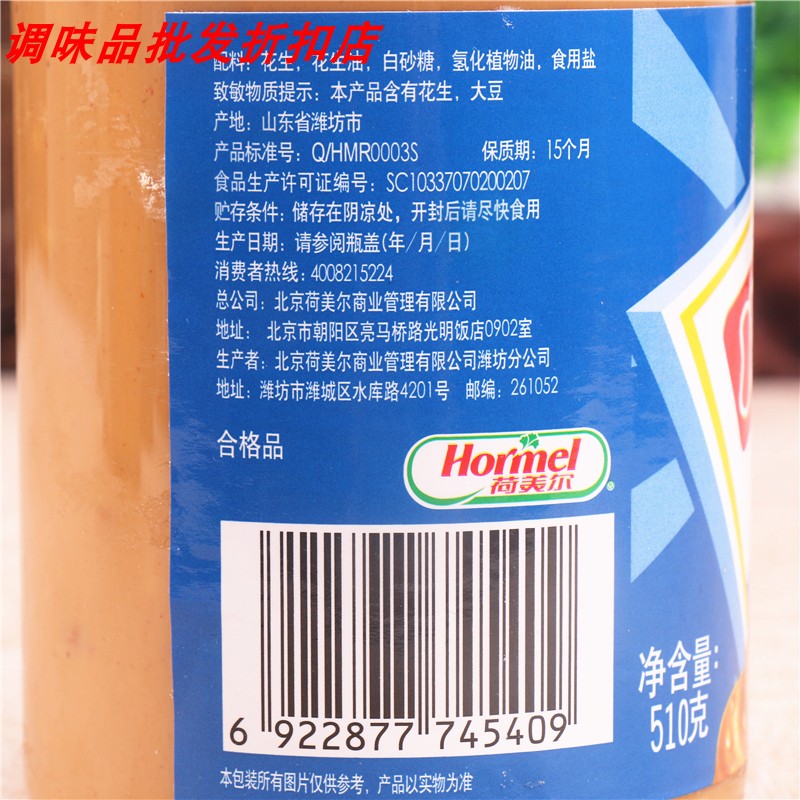 调味品批发折扣店
配料：花生，花生油，白砂糖，氢化植物油，食用盐
致敏物质提示：本产品含有花生，大豆
产地：山东省潍坊市
产品标准号：Q/HMR0003S 保质期：15个月
食品生产许可证编号：SC10337070200207
贮存条件：储存在阴凉处，开封后请尽快食用
生产日期：请参阅瓶盖(年/月/日)
消费者热线：4008215224
总公司：北京荷美尔商业管理有限公司
地址： 北京市朝阳区亮马桥路光明饭店0902室
生产者：北京荷美尔商业管理有限公司潍坊分公司
地址：潍坊市潍城区水库路4201号 邮编：261052
合格品
Hormel
荷美尔
®
净含量：
510克
6 922877 745409
本包装所有图片仅供参考，产品以实物为准